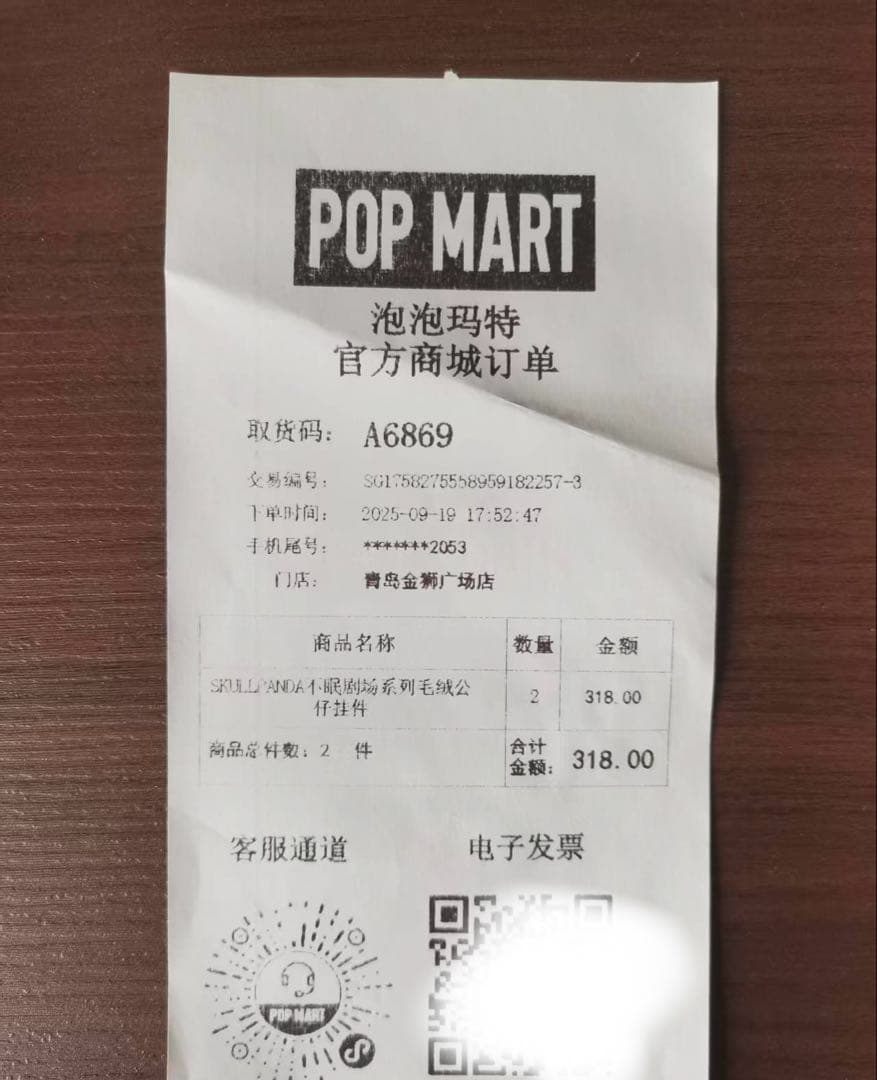 POP MART
泡泡玛特
官方商城订单
取货码： A6869
交易编号： SG1758275558959182257-3
下单时间： 2025-09-19 17:52:47
手机尾号： *******2053
门店： 青岛金狮广场店
商品名称 数量 金额
SKULLPANDA不眠剧场系列毛绒公 2 318.00
仔挂件
商品总件数：2 件 合计
金额： 318.00
客服通道 电子发票
POP MART